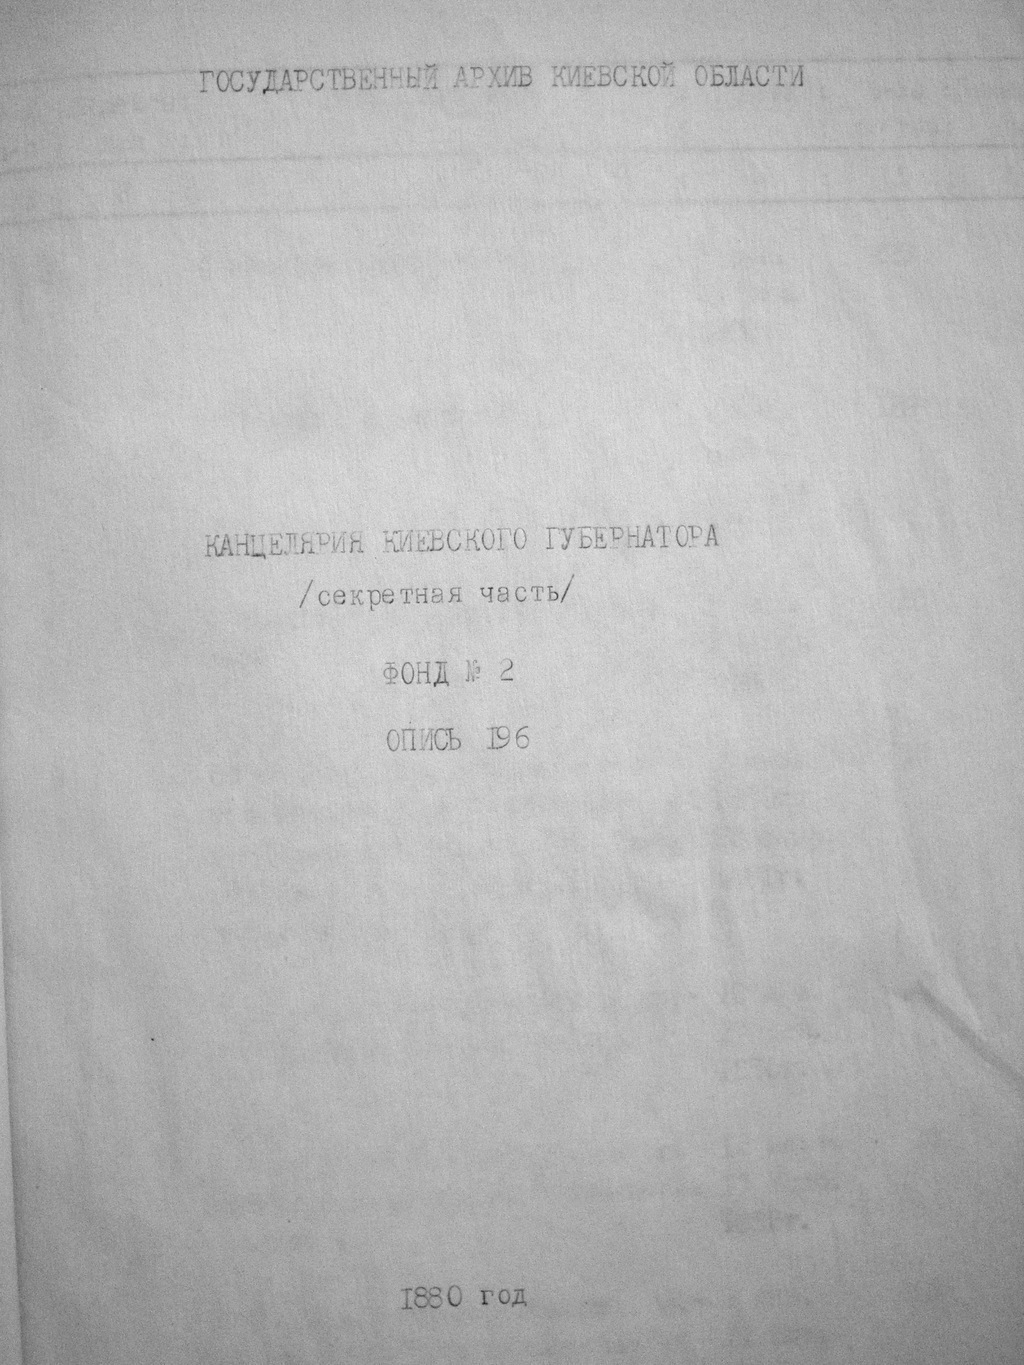 ГОСУДАРСТВЕННЫЙ АРХИВ КИЕВСКОЙ ОБЛАСТИ
КАНЦЕЛЯРИЯ КИЕВСКОГО ГУБЕРНАТОРА
/секретная часть/
ФОНД № 2
ОПИСЬ 196
1880 год